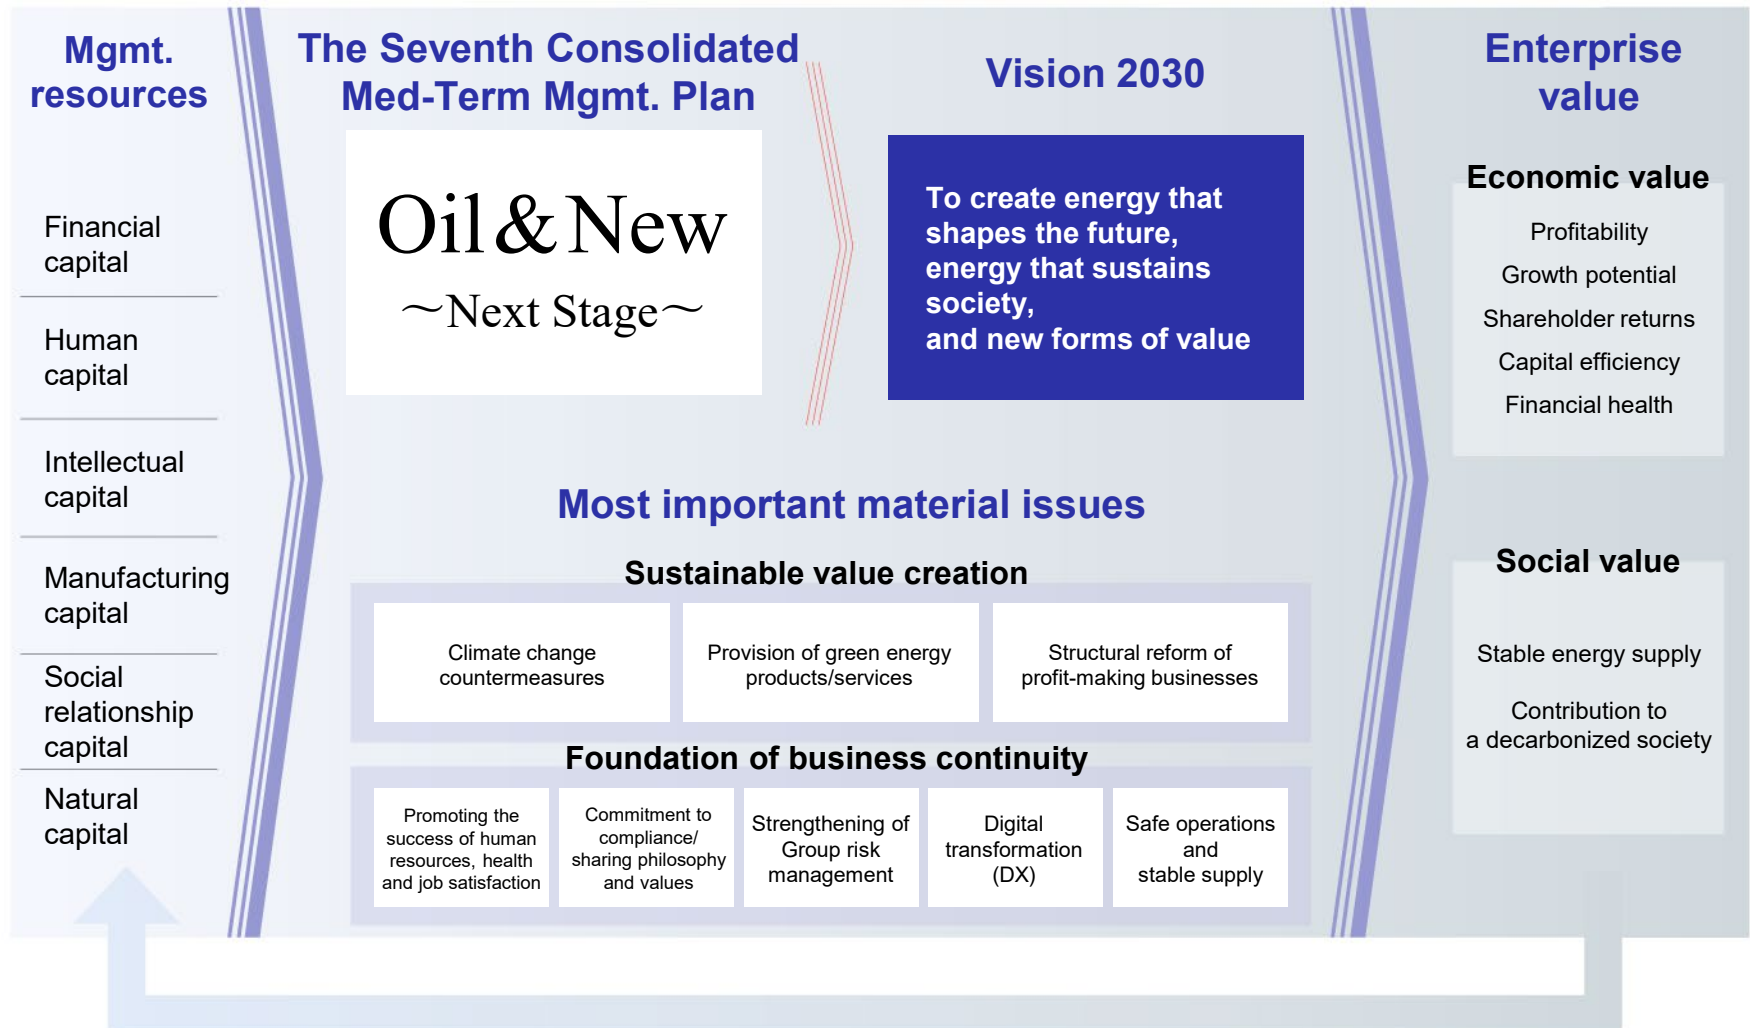 Mgmt.
resources
Financial
capital
Human
capital
Intellectual
capital
Manufacturing
capital
Social
relationship
capital
Natural
capital
The Seventh Consolidated
Med-Term Mgmt. Plan
Oil&New
～Next Stage～
Vision 2030
To create energy that
shapes the future,
energy that sustains
society,
and new forms of value
Most important material issues
Sustainable value creation
Climate change
countermeasures
Provision of green energy
products/services
Structural reform of
profit-making businesses
Foundation of business continuity
Promoting the
success of human
resources, health
and job satisfaction
Commitment to
compliance/
sharing philosophy
and values
Strengthening of
Group risk
management
Digital
transformation
(DX)
Safe operations
and
stable supply
Enterprise
value
Economic value
Profitability
Growth potential
Shareholder returns
Capital efficiency
Financial health
Social value
Stable energy supply
Contribution to
a decarbonized society